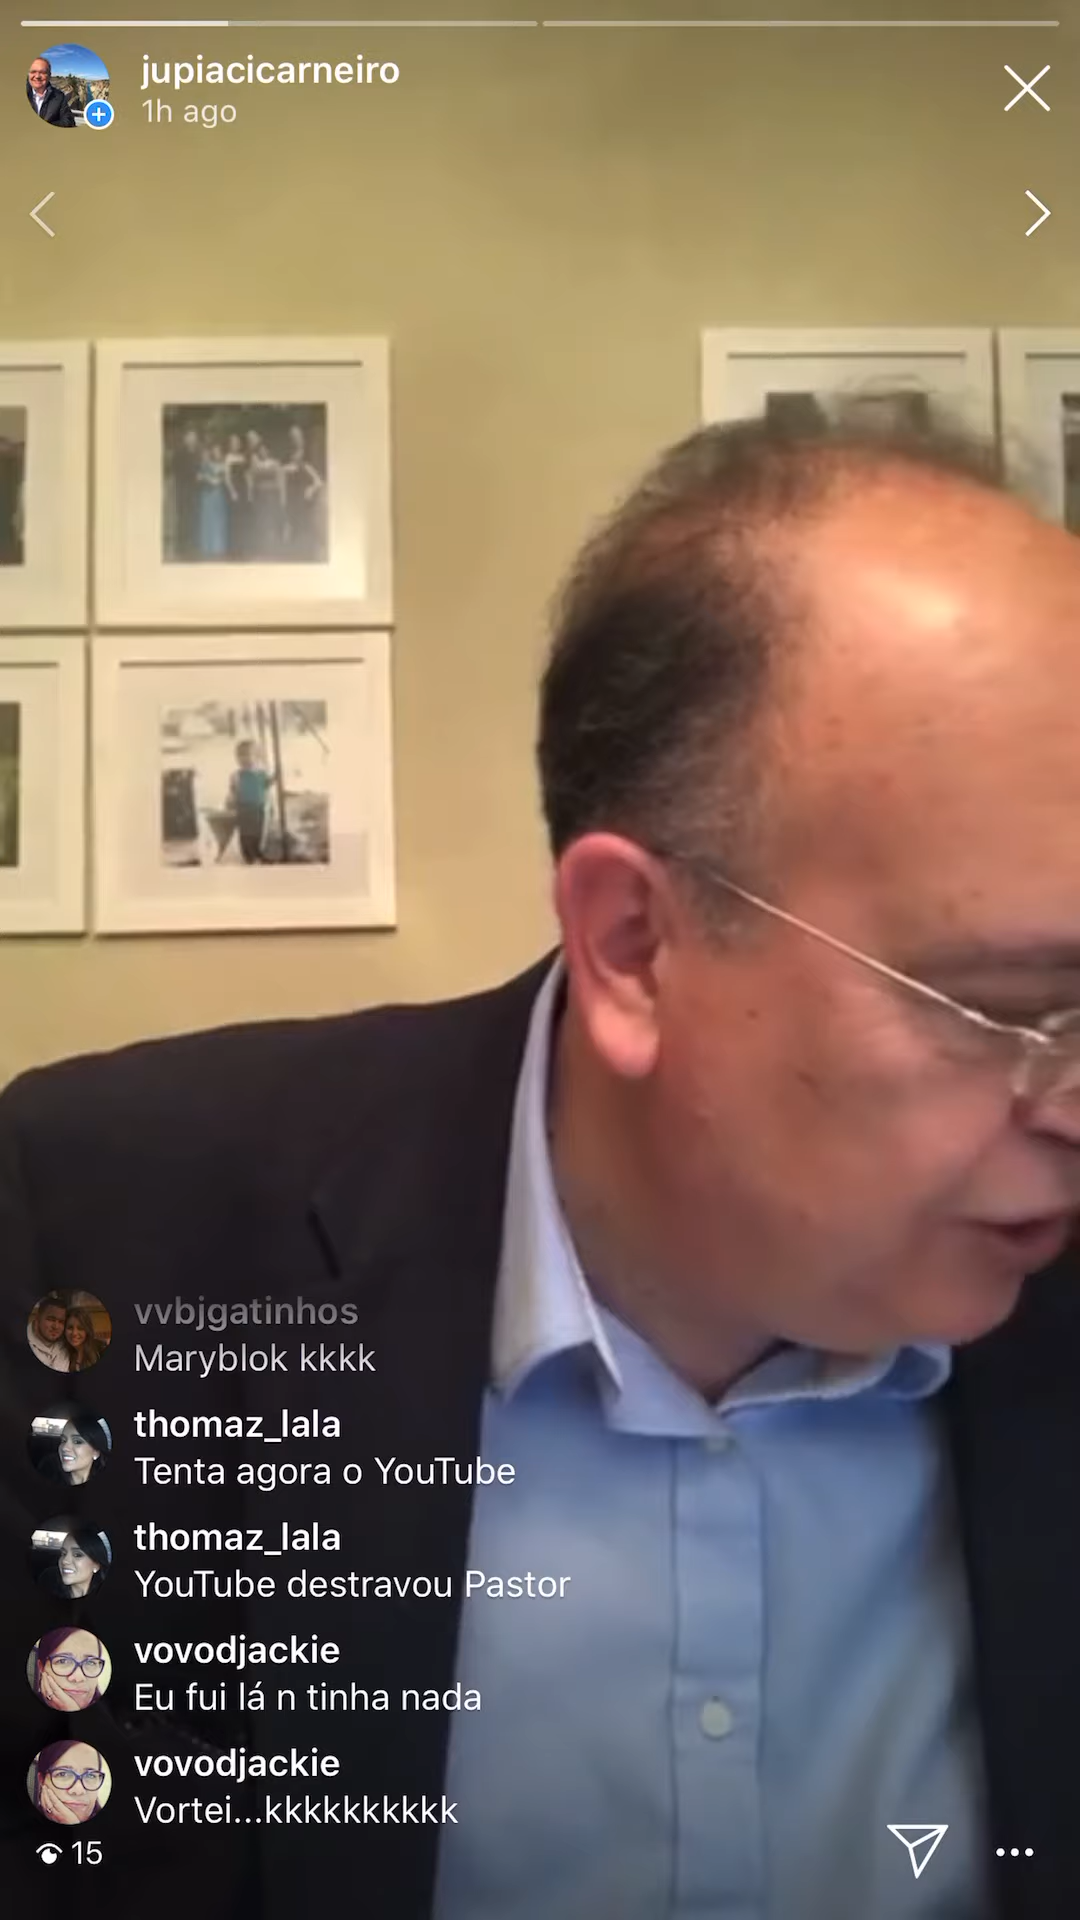 jupiacicarneiro
1h ago
vvbjgatinhos
Maryblok kkkk
thomaz_lala
Tenta agora o YouTube
thomaz_lala
YouTube destravou Pastor
vovodjackie
Eu fui lá n tinha nada
vovodjackie
Vortei...kkkkkkkkkk
15